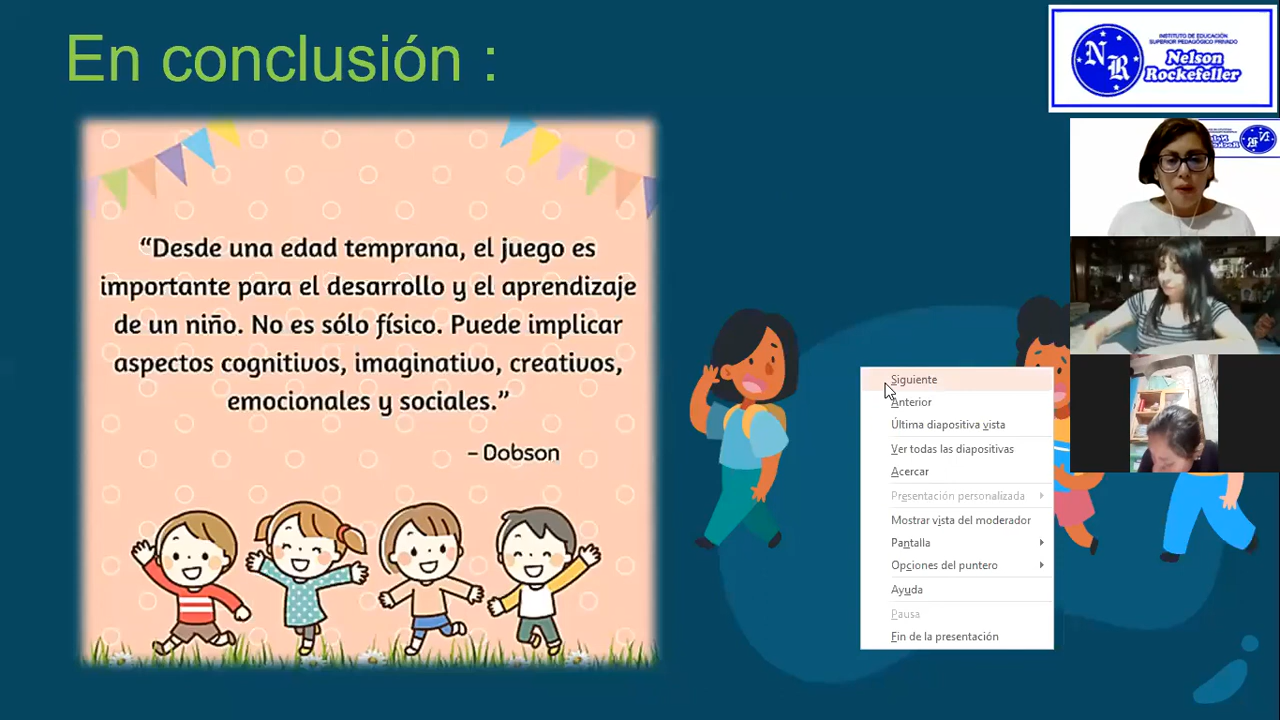 En conclusión :
INSTITUTO DE EDUCACIÓN
SUPERIOR PEDAGÓGICO PRIVADO
NR
Nelson
Rockefeller
“Desde una edad temprana, el juego es
importante para el desarrollo y el aprendizaje
de un niño. No es sólo físico. Puede implicar
aspectos cognitivos, imaginativo, creativos,
emocionales y sociales.”
– Dobson
Siguiente
Anterior
Última diapositiva vista
Ver todas las diapositivas
Acercar
Presentación personalizada
Mostrar vista del moderador
Pantalla
Opciones del puntero
Ayuda
Pausa
Fin de la presentación